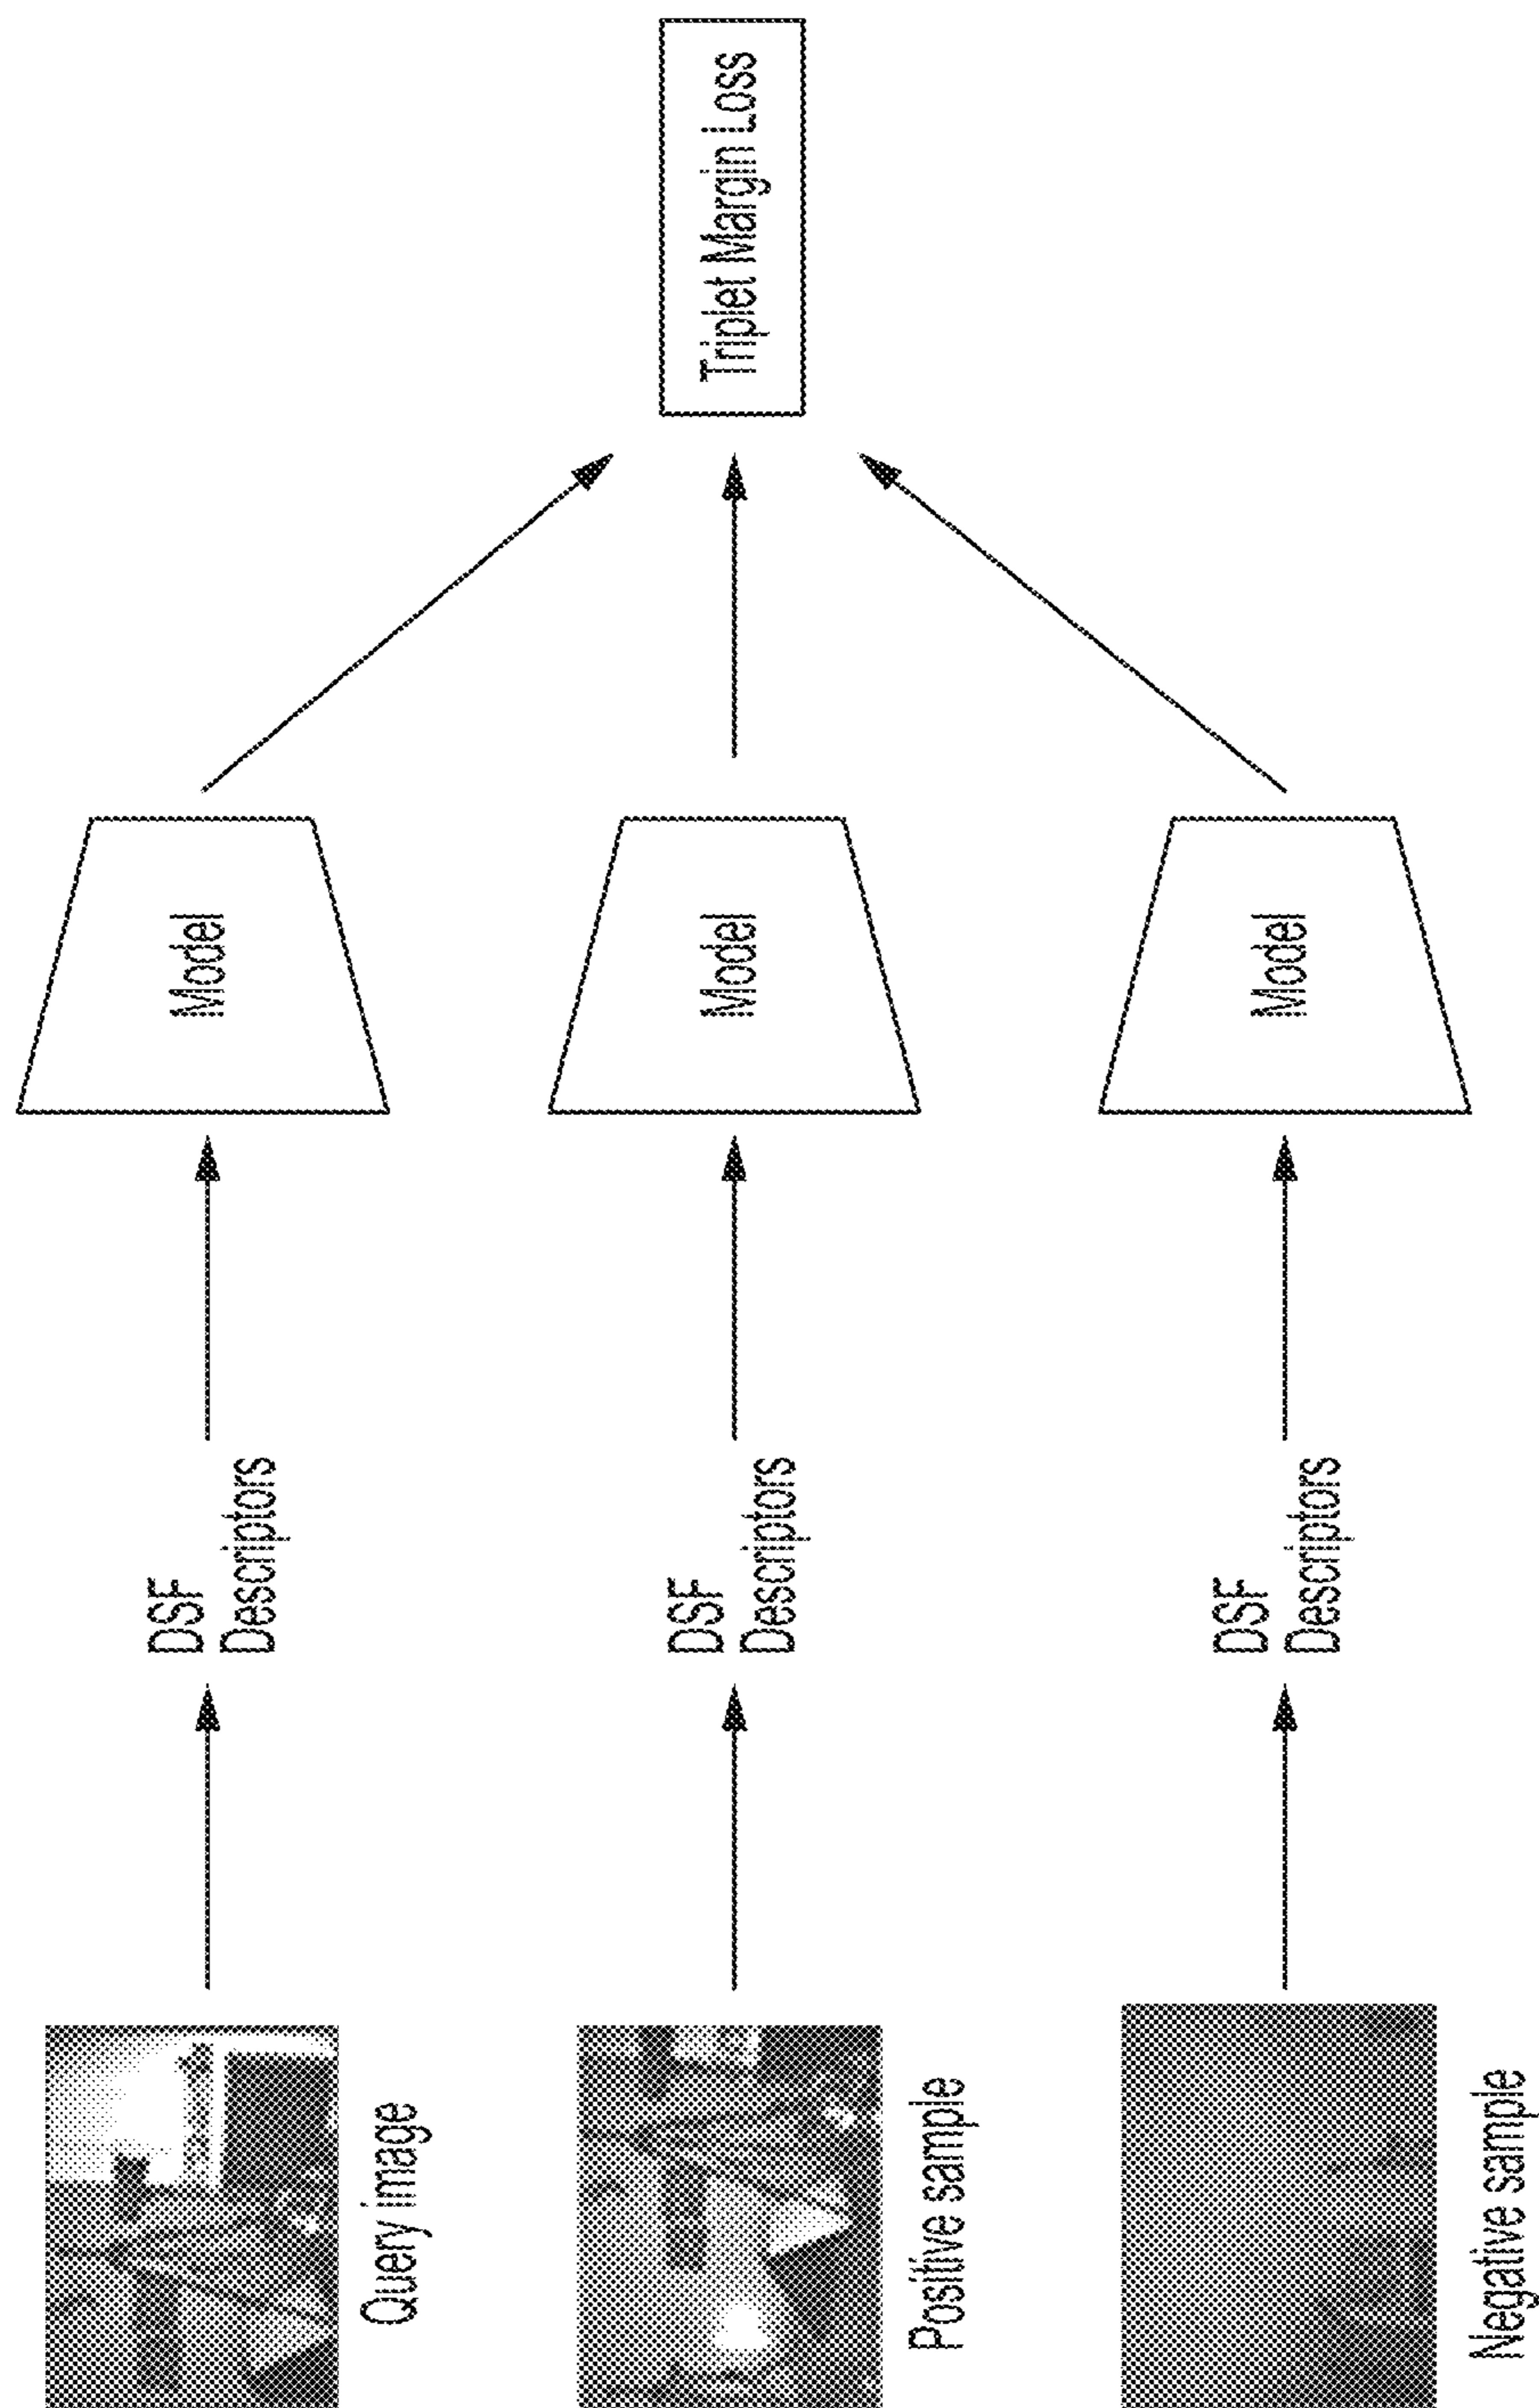 Query image
DSF
Descriptors
Model
Positive sample
DSF
Descriptors
Model
Triplet Margin Loss
Negative sample
DSF
Descriptors
Model